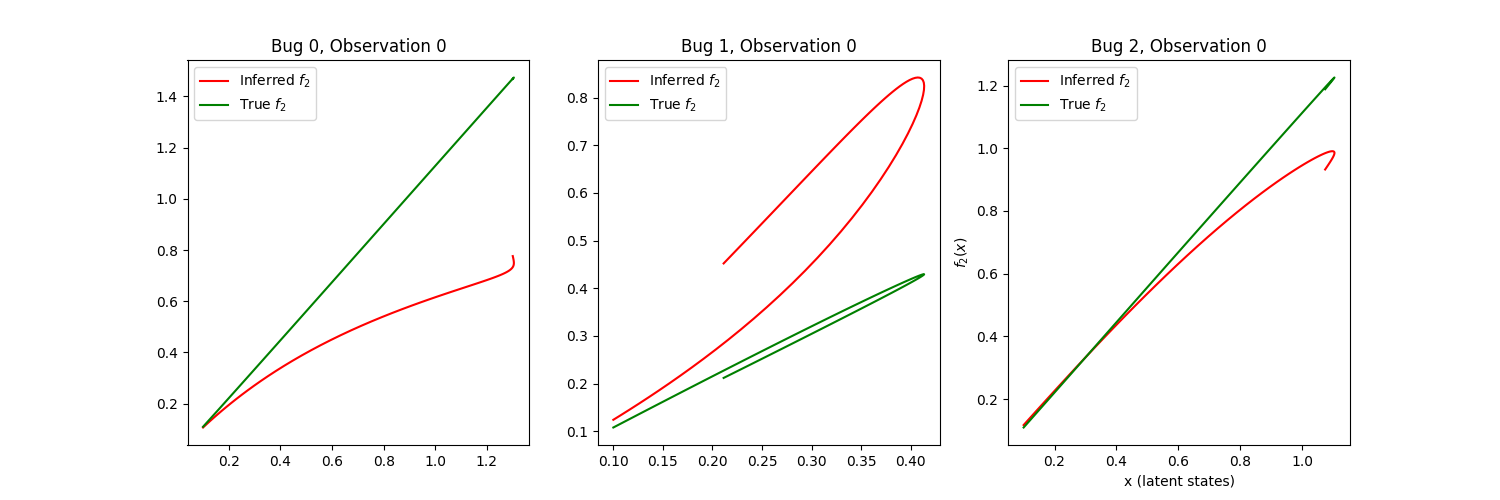 Bug 0, Observation 0
Inferred f₂
True f₂
1.4
1.2
1.0
0.8
0.6
0.4
0.2
0.2 0.4 0.6 0.8 1.0 1.2
Bug 1, Observation 0
Inferred f₂
True f₂
0.8
0.7
0.6
0.5
0.4
0.3
0.2
0.1
0.10 0.15 0.20 0.25 0.30 0.35 0.40
Bug 2, Observation 0
Inferred f₂
True f₂
f₂(x)
1.2
1.0
0.8
0.6
0.4
0.2
0.2 0.4 0.6 0.8 1.0
x (latent states)